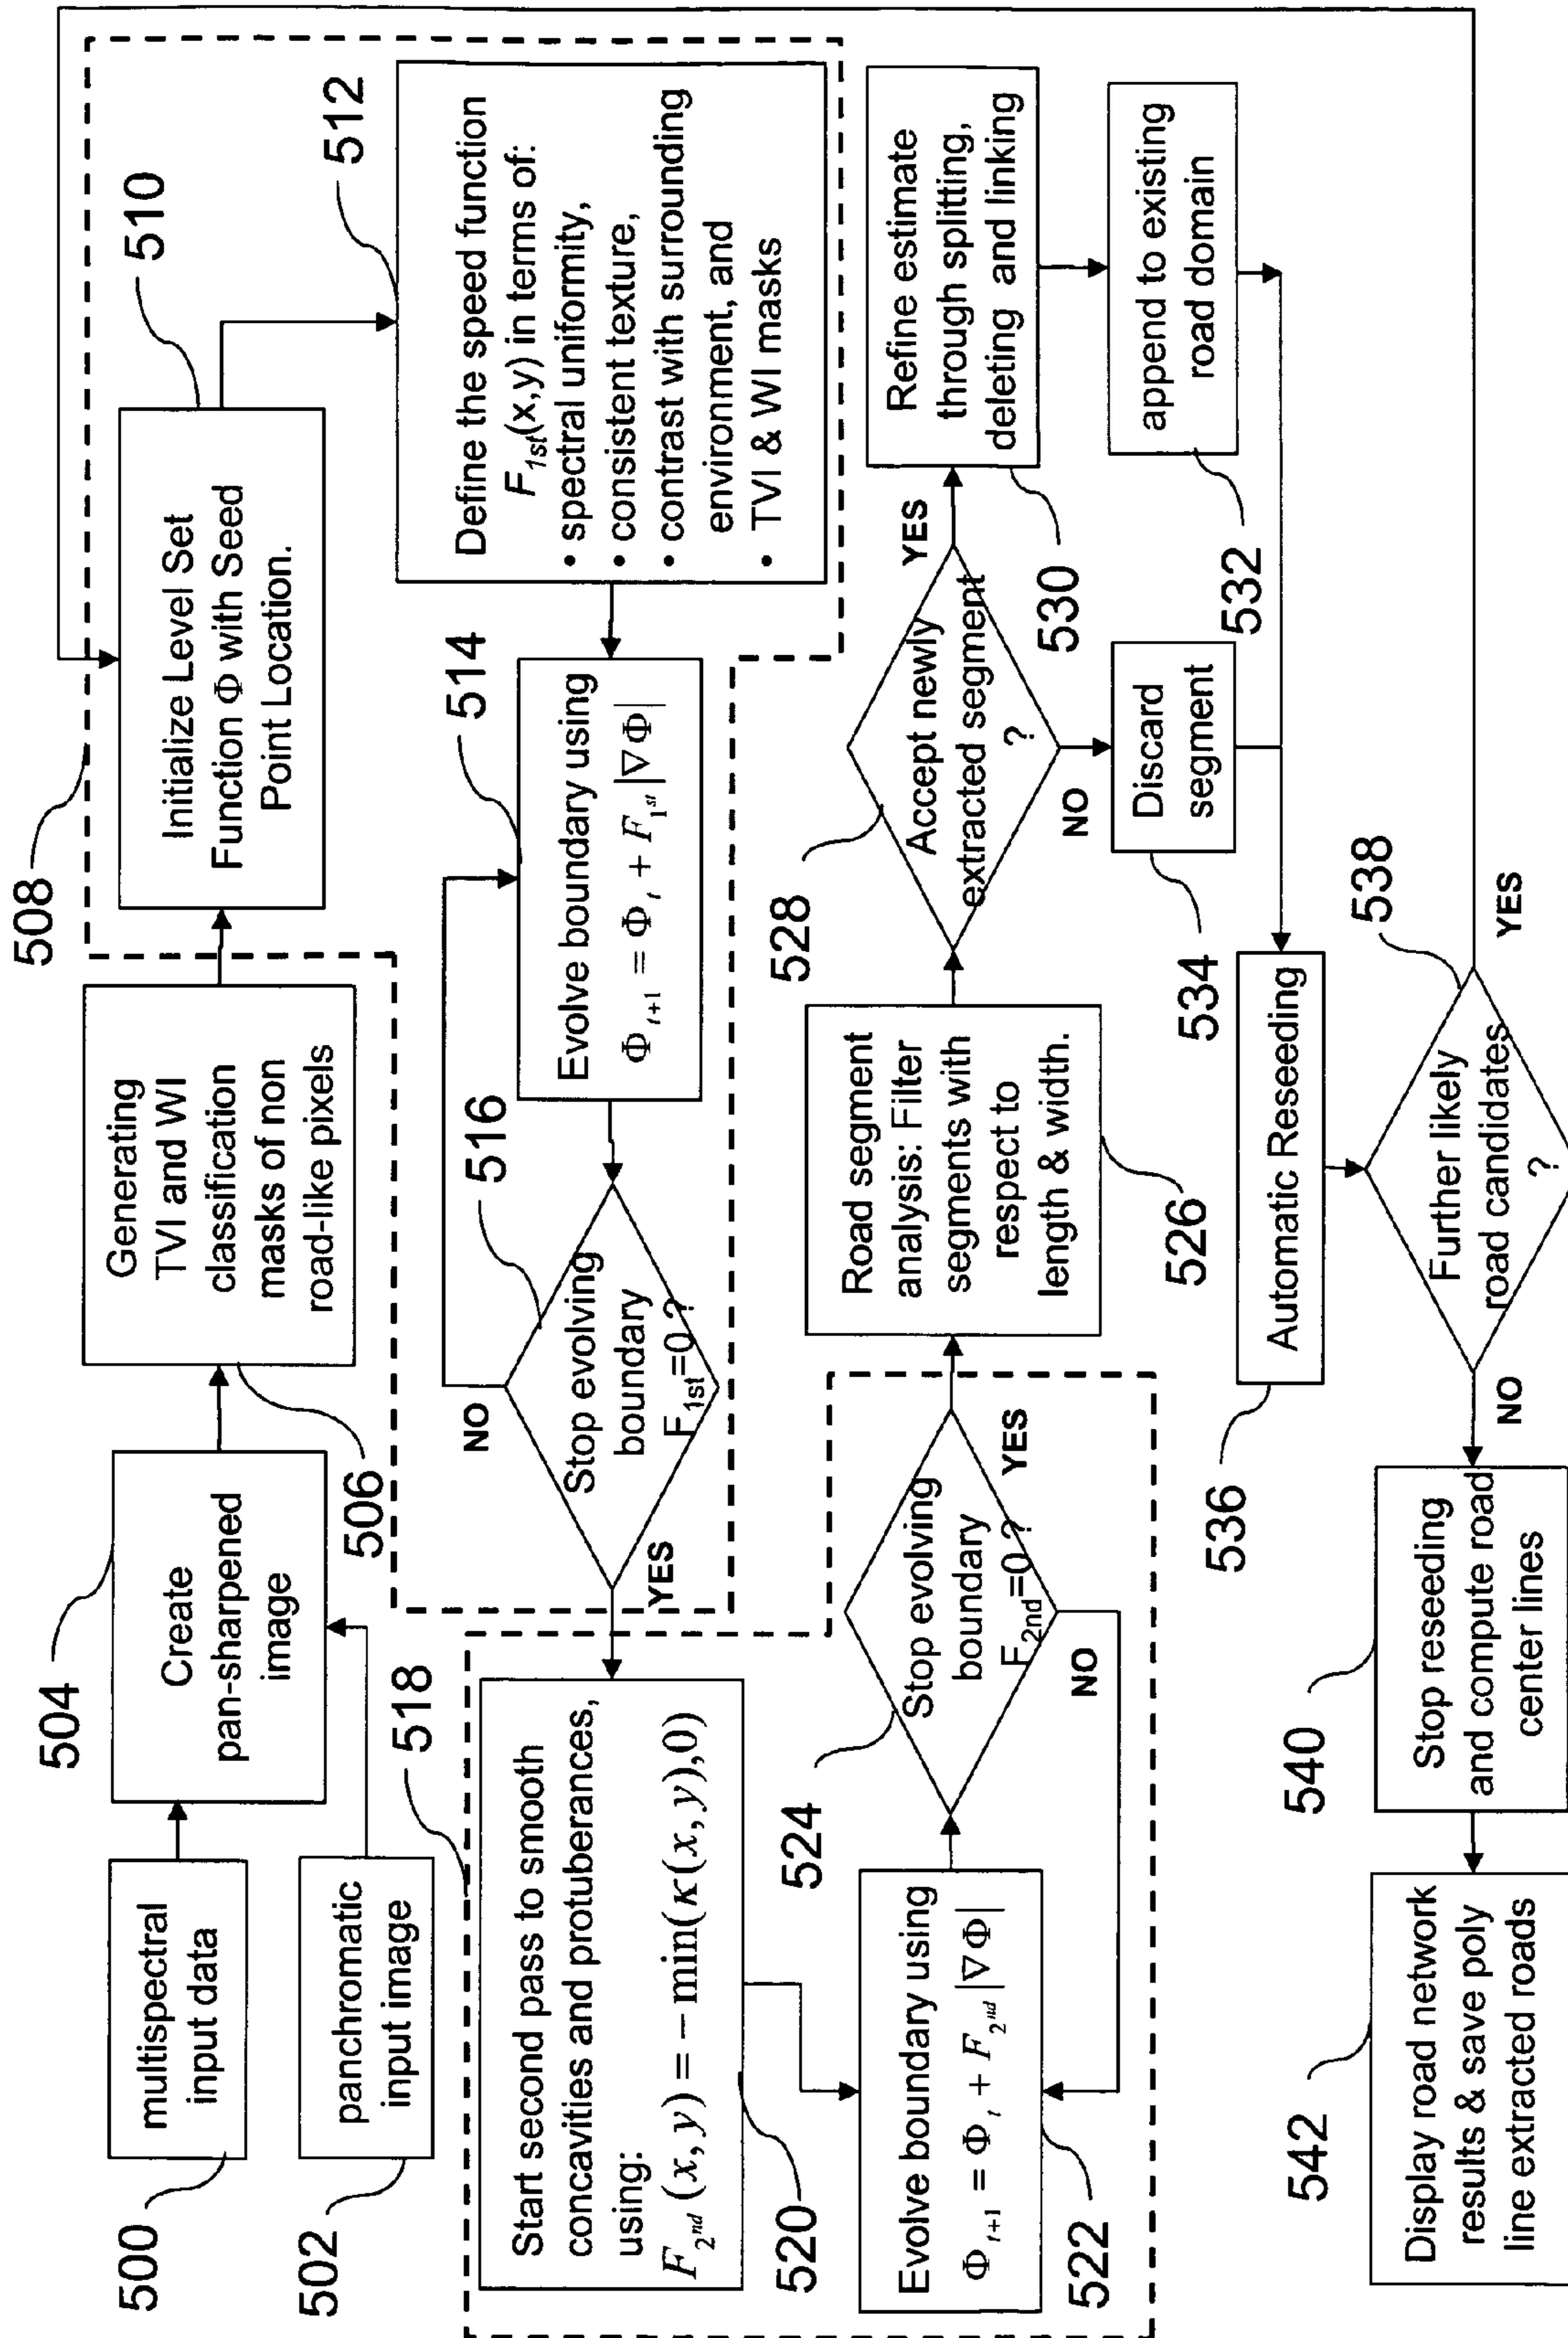 500
multispectral
input data
502
panchromatic
input image
504
Create
pan-sharpened
image
506
Generating
TVI and WI
classification
masks of non
road-like pixels
508
510
Initialize Level Set
Function Φ with Seed
Point Location.
512
Define the speed function
F1st(x,y) in terms of:
• spectral uniformity,
• consistent texture,
• contrast with surrounding
environment, and
• TVI & WI masks
514
Evolve boundary using
Φt+1 = Φt + F1st |∇Φ|
516
Stop evolving
boundary
F1st=0 ?
NO
YES
518
Start second pass to smooth
concavities and protuberances,
using:
F2nd (x, y) = − min(κ(x, y),0)
520
522
Evolve boundary using
Φt+1 = Φt + F2nd |∇Φ|
524
Stop evolving
boundary
F2nd=0 ?
YES
NO
526
Road segment
analysis: Filter
segments with
respect to
length & width.
528
Accept newly
extracted segment
?
YES
NO
530
Refine estimate
through splitting,
deleting and linking
532
append to existing
road domain
534
Discard
segment
536
Automatic Reseeding
538
Further likely
road candidates
?
YES
NO
540
Stop reseeding
and compute road
center lines
542
Display road network
results & save poly
line extracted roads